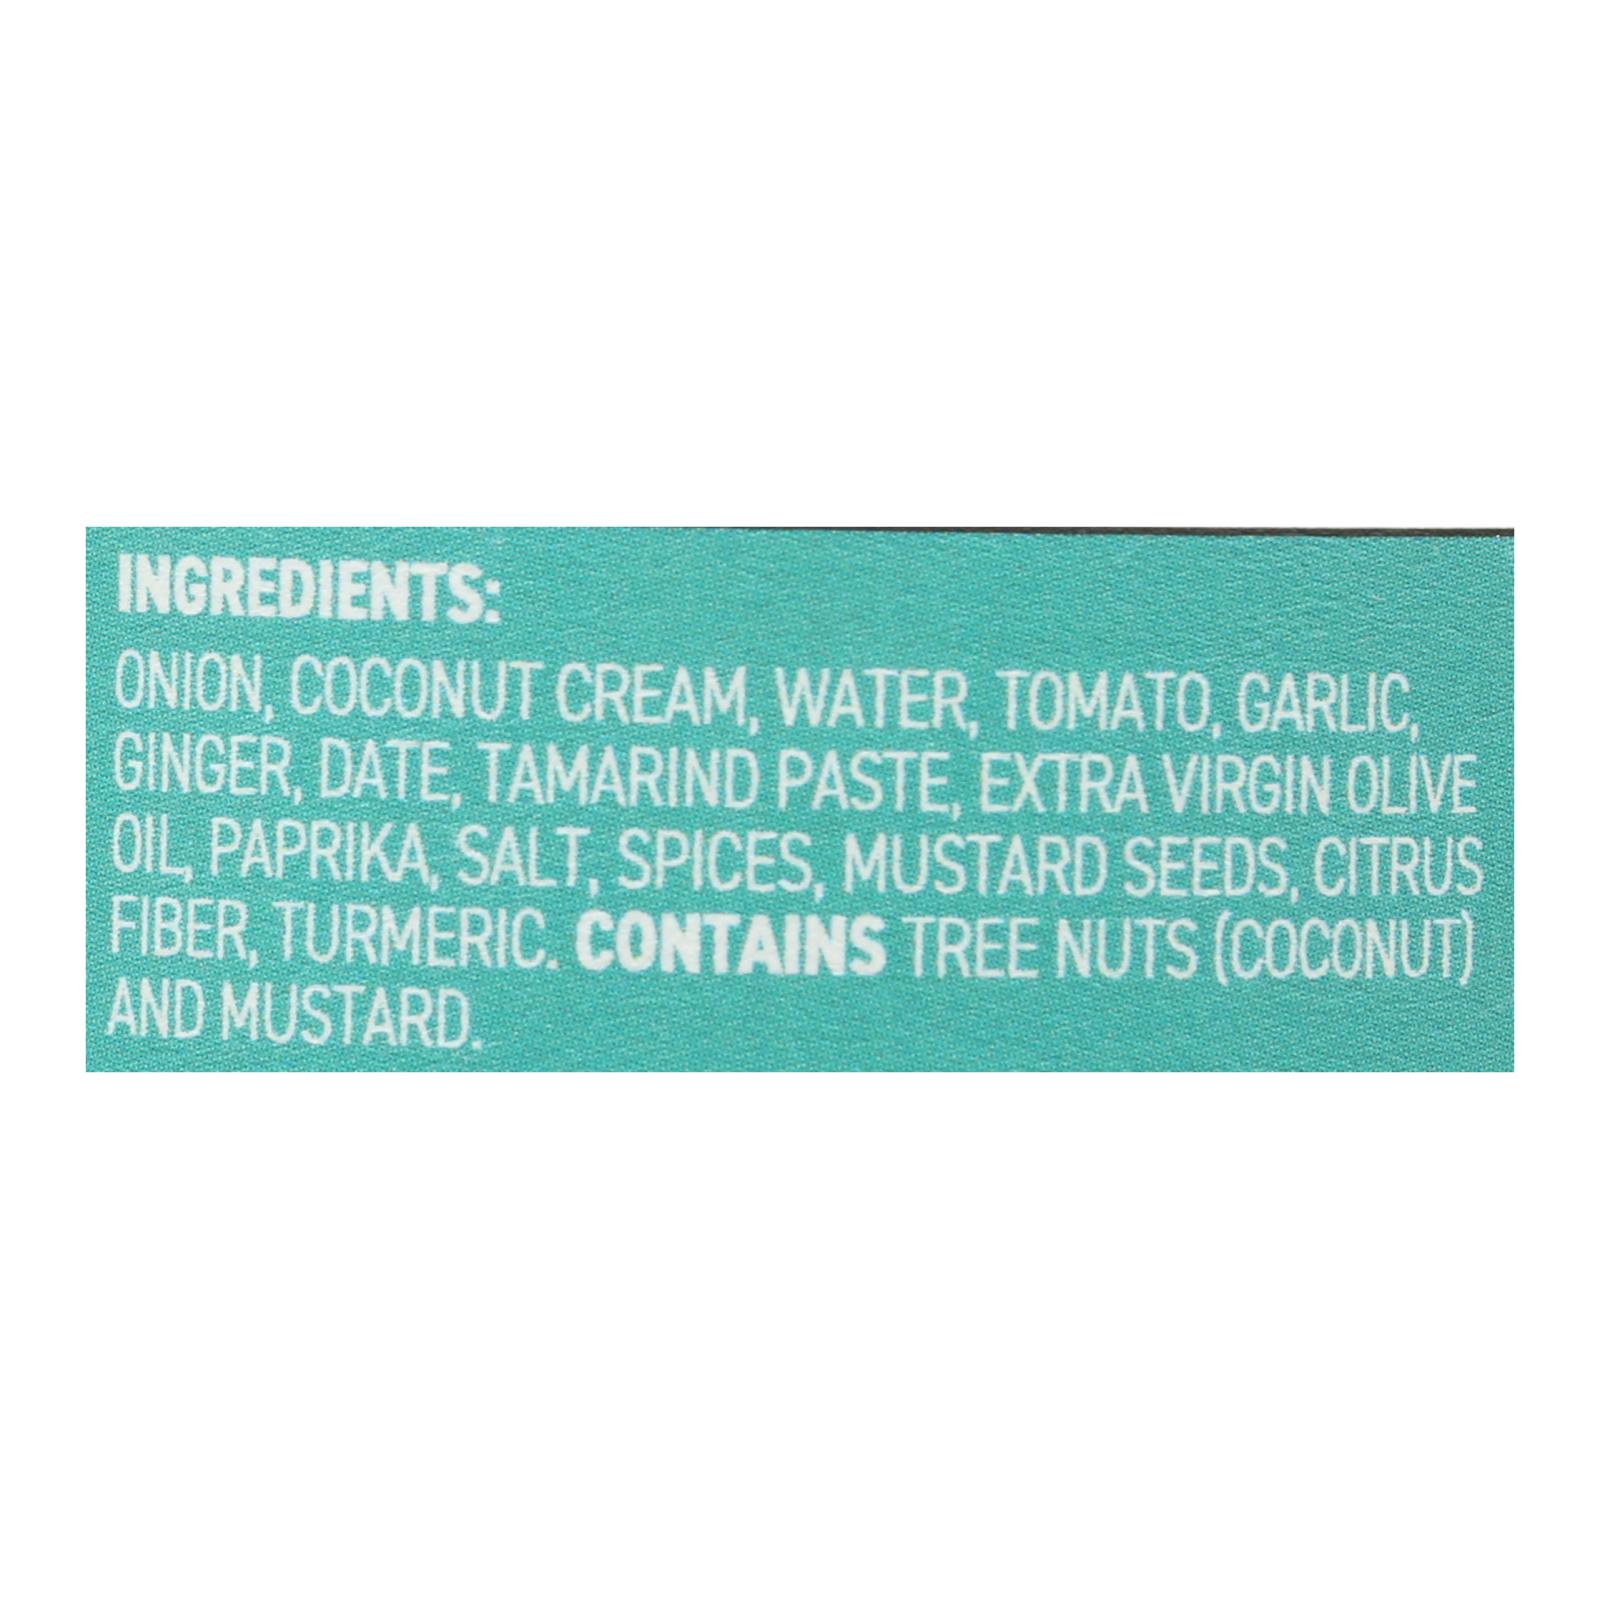 INGREDIENTS:
ONION, COCONUT CREAM, WATER, TOMATO, GARLIC,
GINGER, DATE, TAMARIND PASTE, EXTRA VIRGIN OLIVE
OIL, PAPRIKA, SALT, SPICES, MUSTARD SEEDS, CITRUS
FIBER, TURMERIC. CONTAINS TREE NUTS (COCONUT)
AND MUSTARD.